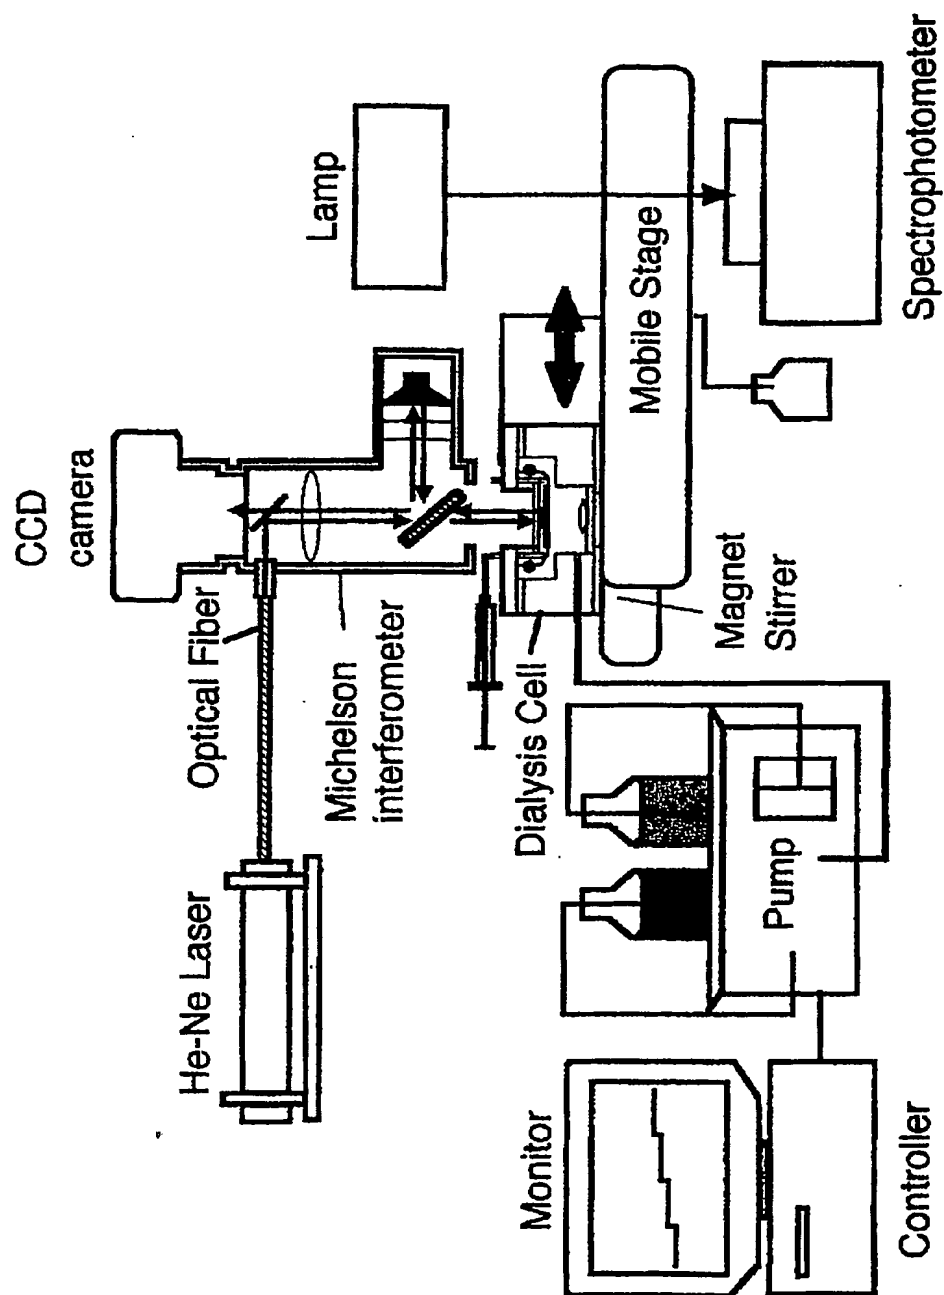 CCD
camera
Lamp
Optical Fiber
He-Ne Laser
Michelson
interferometer
Mobile Stage
Spectrophotometer
Dialysis Cell
Magnet
Stirrer
Pump
Monitor
Controller